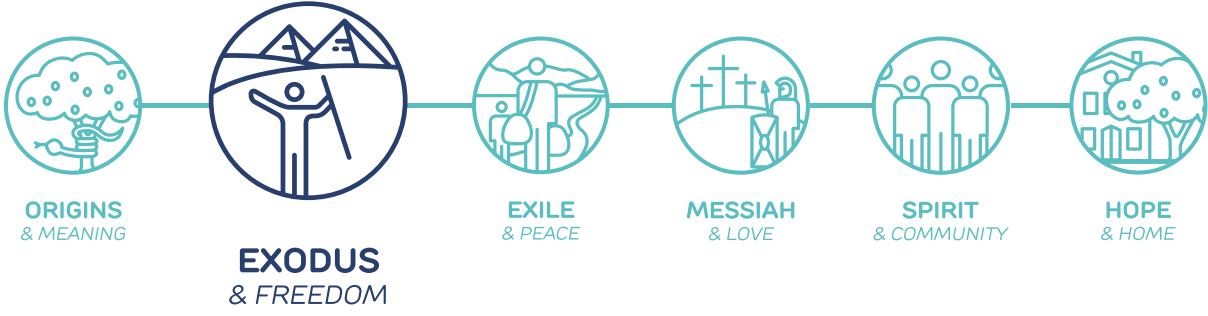 ORIGINS
& MEANING
EXODUS
& FREEDOM
EXILE
& PEACE
MESSIAH
& LOVE
SPIRIT
& COMMUNITY
HOPE
& HOME